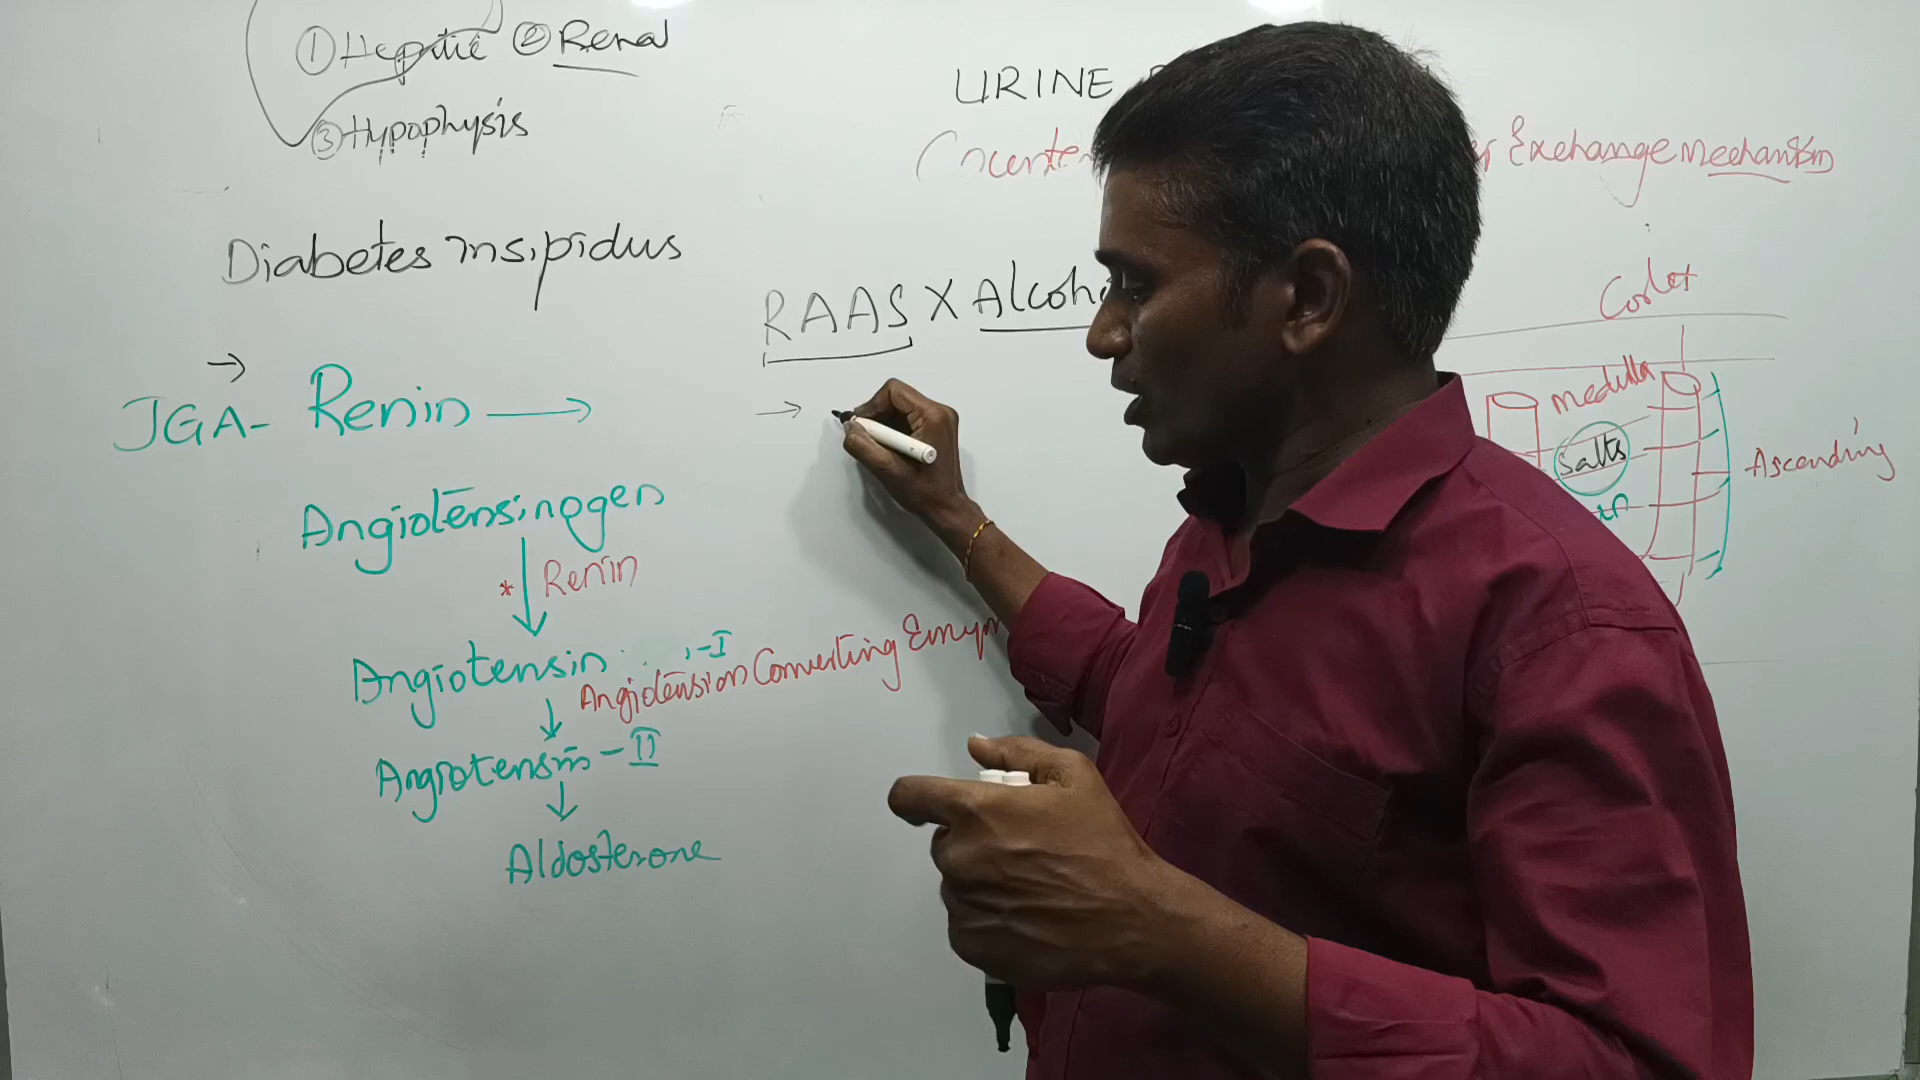 ① Hepatic ② Renal
③ Hypophysis
Diabetes insipidus
JGA- Renin
Angiotensinogen
* Renin
Angiotensin -I
Angiotension Converting Enzym
Angiotensin - II
Aldosterone
RAAS X Alcoh
URINE
Counter
Exchange mechanism
Cortex
medulla
Salts
Ascending